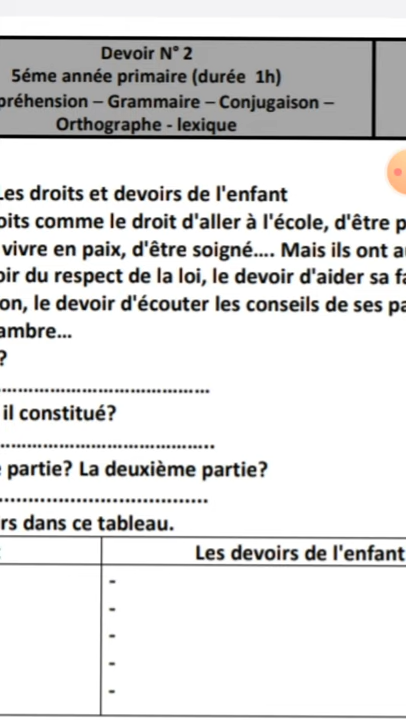 Devoir N° 2
5éme année primaire (durée 1h)
préhension – Grammaire – Conjugaison –
Orthographe - lexique
Les droits et devoirs de l'enfant
oits comme le droit d'aller à l'école, d'être p
vivre en paix, d'être soigné.... Mais ils ont a
oir du respect de la loi, le devoir d'aider sa fa
on, le devoir d'écouter les conseils de ses pa
ambre...
?
......................................................
il constitué?
......................................................
partie? La deuxième partie?
......................................................
rs dans ce tableau.
Les devoirs de l'enfant
-
-
-
-
-